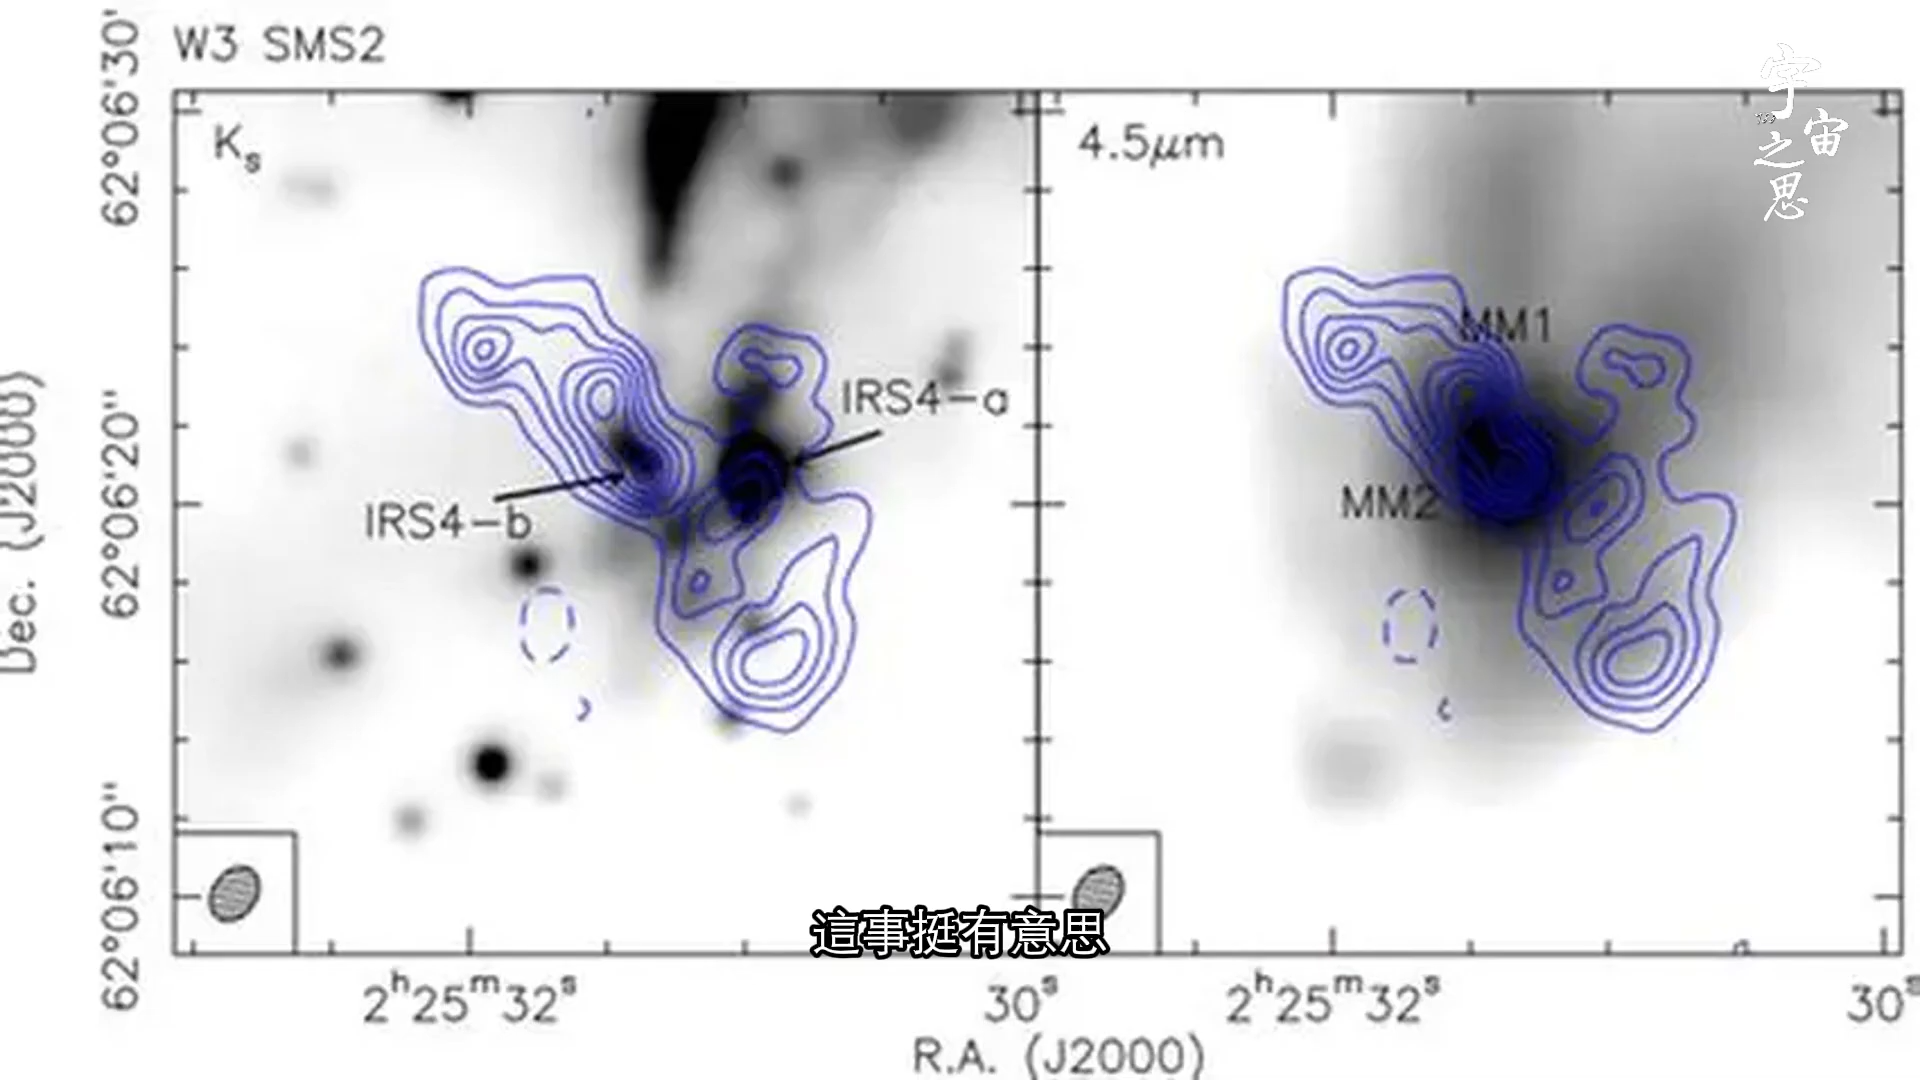 W3 SMS2
宇宙之思
Ks
4.5μm
MM1
IRS4-a
IRS4-b
MM2
62°06'30"
62°06'20"
62°06'10"
Dec. (J2000)
這事挺有意思
2h25m32s
30s
2h25m32s
30s
R.A. (J2000)